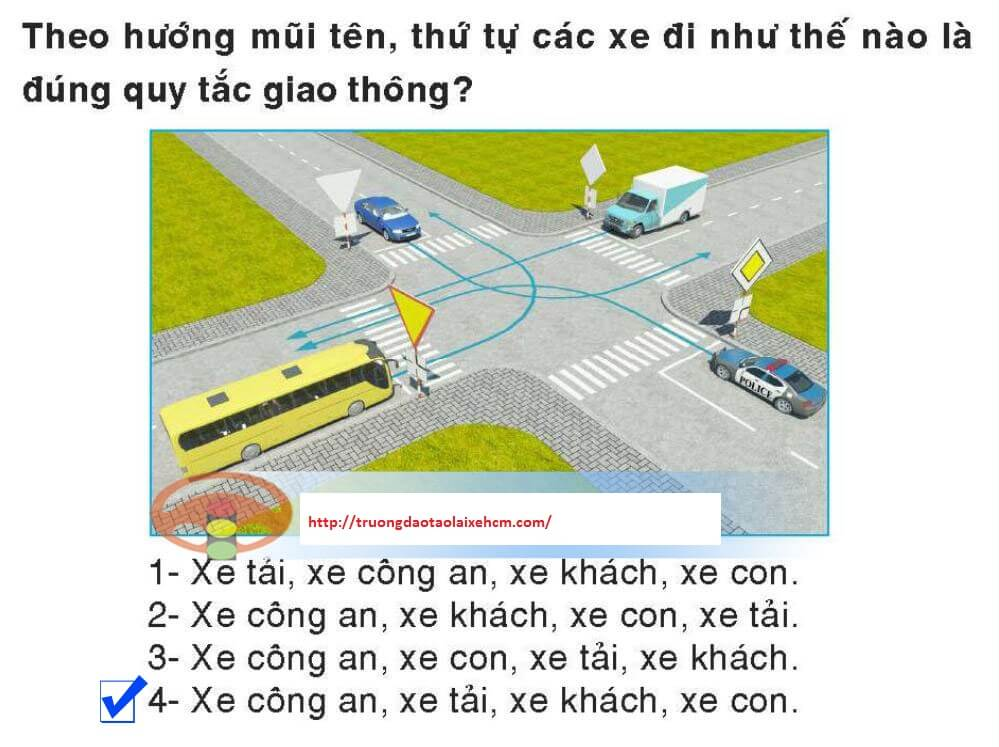 Theo hướng mũi tên, thứ tự các xe đi như thế nào là
đúng quy tắc giao thông?
POLICE
http://truongdaotaolaixehcm.com/
1- Xe tải, xe công an, xe khách, xe con.
2- Xe công an, xe khách, xe con, xe tải.
3- Xe công an, xe con, xe tải, xe khách.
4- Xe công an, xe tải, xe khách, xe con.